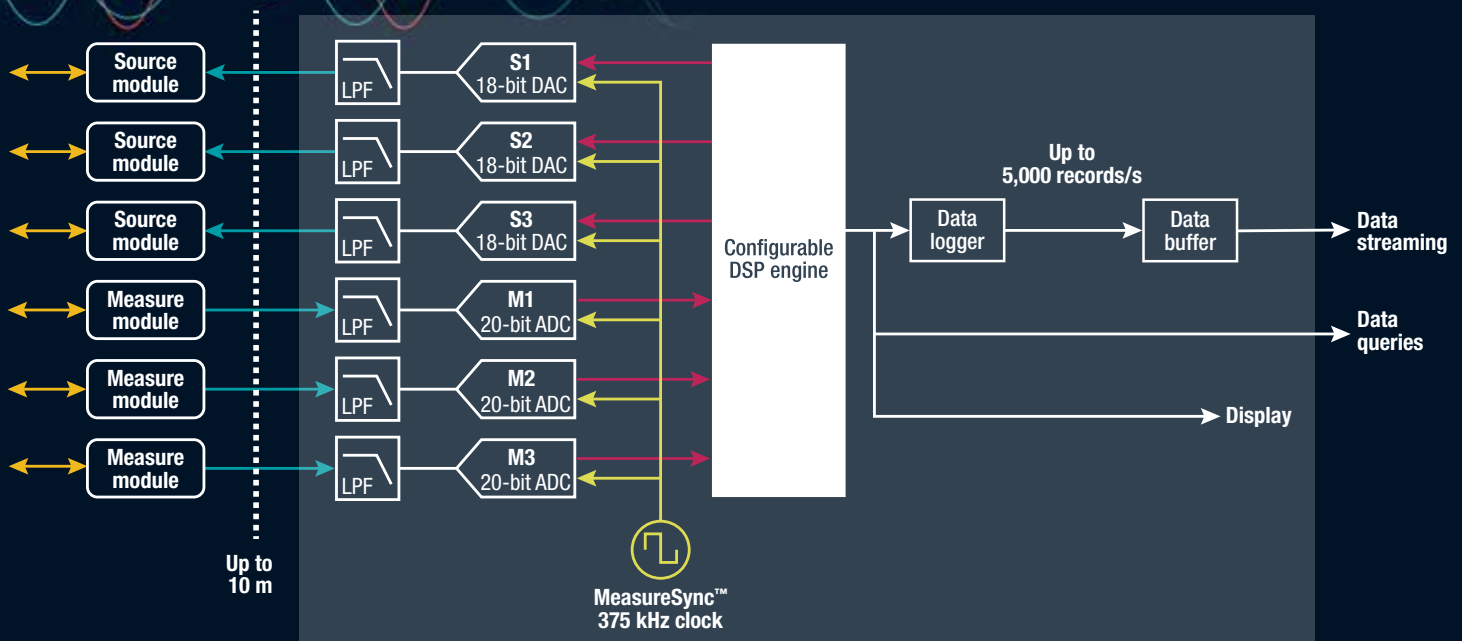 Source
module
LPF
S1
18-bit DAC
Source
module
LPF
S2
18-bit DAC
Source
module
LPF
S3
18-bit DAC
Measure
module
LPF
M1
20-bit ADC
Measure
module
LPF
M2
20-bit ADC
Measure
module
LPF
M3
20-bit ADC
Up to
10 m
MeasureSync™
375 kHz clock
Configurable
DSP engine
Up to
5,000 records/s
Data
logger
Data
buffer
Data
streaming
Data
queries
Display